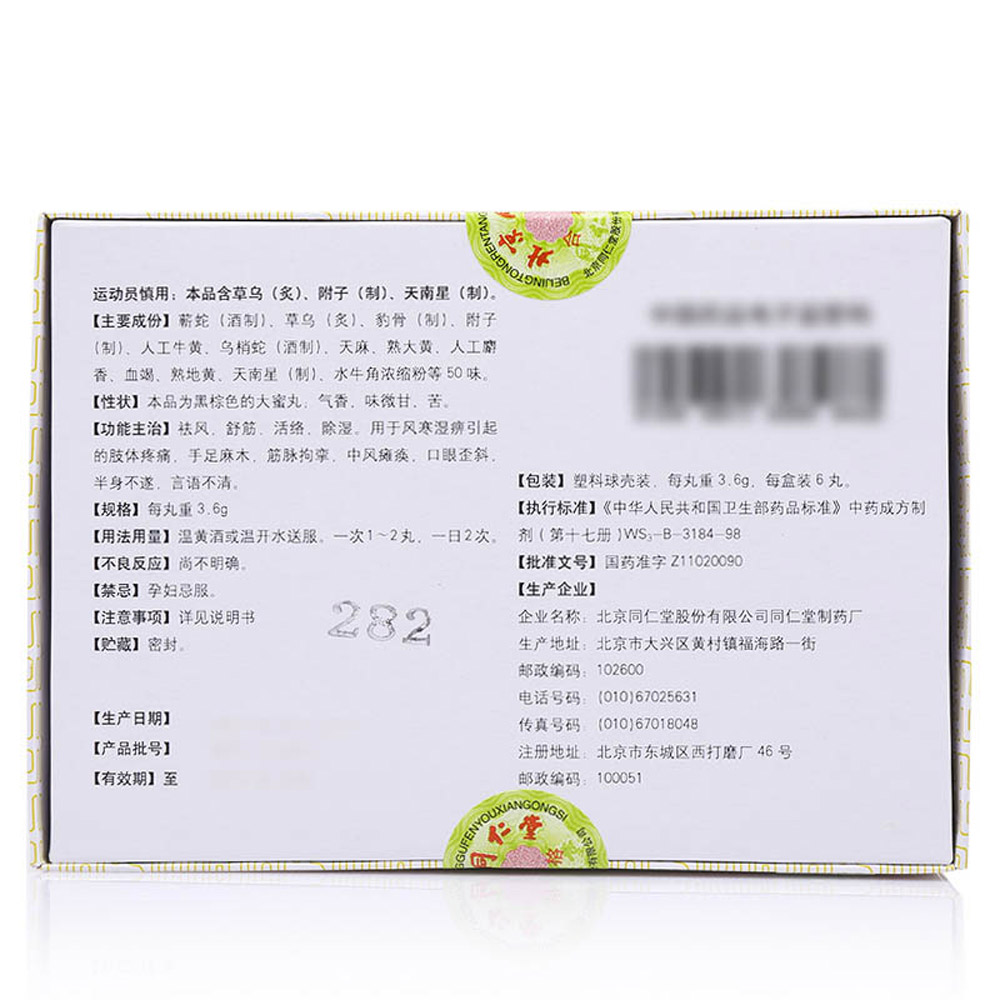 运动员慎用：本品含草乌（炙）、附子（制）、天南星（制）。
【主要成份】蕲蛇（酒制）、草乌（炙）、豹骨（制）、附子
（制）、人工牛黄、乌梢蛇（酒制）、天麻、熟大黄、人工麝
香、血竭、熟地黄、天南星（制）、水牛角浓缩粉等50味。
【性状】本品为黑棕色的大蜜丸；气香，味微甘、苦。
【功能主治】祛风、舒筋、活络、除湿。用于风寒湿痹引起
的肢体疼痛，手足麻木，筋脉拘挛，中风瘫痪，口眼歪斜，
半身不遂，言语不清。
【规格】每丸重3.6g
【用法用量】温黄酒或温开水送服。一次1~2丸，一日2次。
【不良反应】尚不明确。
【禁忌】孕妇忌服。
【注意事项】详见说明书
【贮藏】密封。
282
【生产日期】
【产品批号】
【有效期】至
【包装】塑料球壳装，每丸重3.6g，每盒装6丸。
【执行标准】《中华人民共和国卫生部药品标准》中药成方制
剂（第十七册）WS₃-B-3184-98
【批准文号】国药准字Z11020090
【生产企业】
企业名称：北京同仁堂股份有限公司同仁堂制药厂
生产地址：北京市大兴区黄村镇福海路一街
邮政编码：102600
电话号码：(010)67025631
传真号码：(010)67018048
注册地址：北京市东城区西打磨厂46号
邮政编码：100051
BEIJINGTONGRENTANG
北京同仁堂股份
GUFENYOUXIANGONGSI
同仁堂